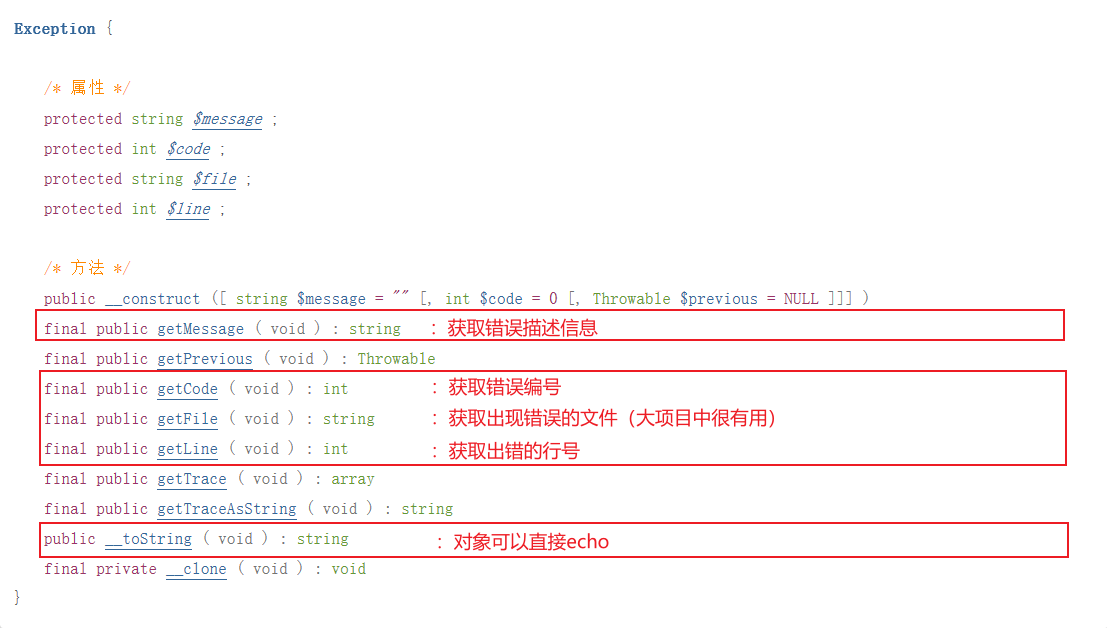 Exception {
/* 属性 */
protected string $message ;
protected int $code ;
protected string $file ;
protected int $line ;
/* 方法 */
public __construct ([ string $message = "" [, int $code = 0 [, Throwable $previous = NULL ]]] )
final public getMessage ( void ) : string ：获取错误描述信息
final public getPrevious ( void ) : Throwable
final public getCode ( void ) : int ：获取错误编号
final public getFile ( void ) : string ：获取出现错误的文件（大项目中很有用）
final public getLine ( void ) : int ：获取出错的行号
final public getTrace ( void ) : array
final public getTraceAsString ( void ) : string
public __toString ( void ) : string ：对象可以直接echo
final private __clone ( void ) : void
}